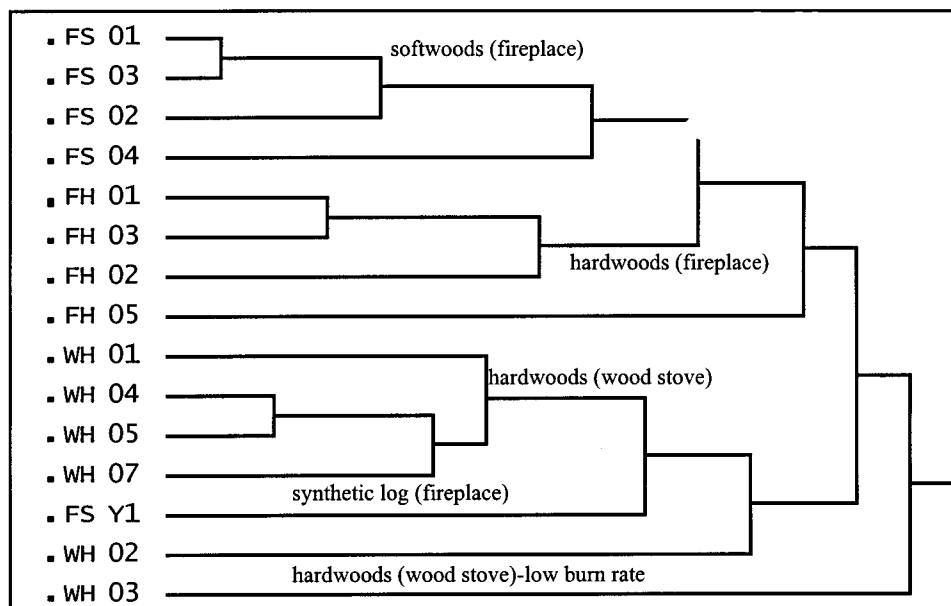 . FS 01
softwoods (fireplace)
. FS 03
. FS 02
. FS 04
. FH 01
. FH 03
hardwoods (fireplace)
. FH 02
. FH 05
. WH 01
hardwoods (wood stove)
. WH 04
. WH 05
. WH 07
synthetic log (fireplace)
. FS Y1
. WH 02
hardwoods (wood stove)-low burn rate
. WH 03